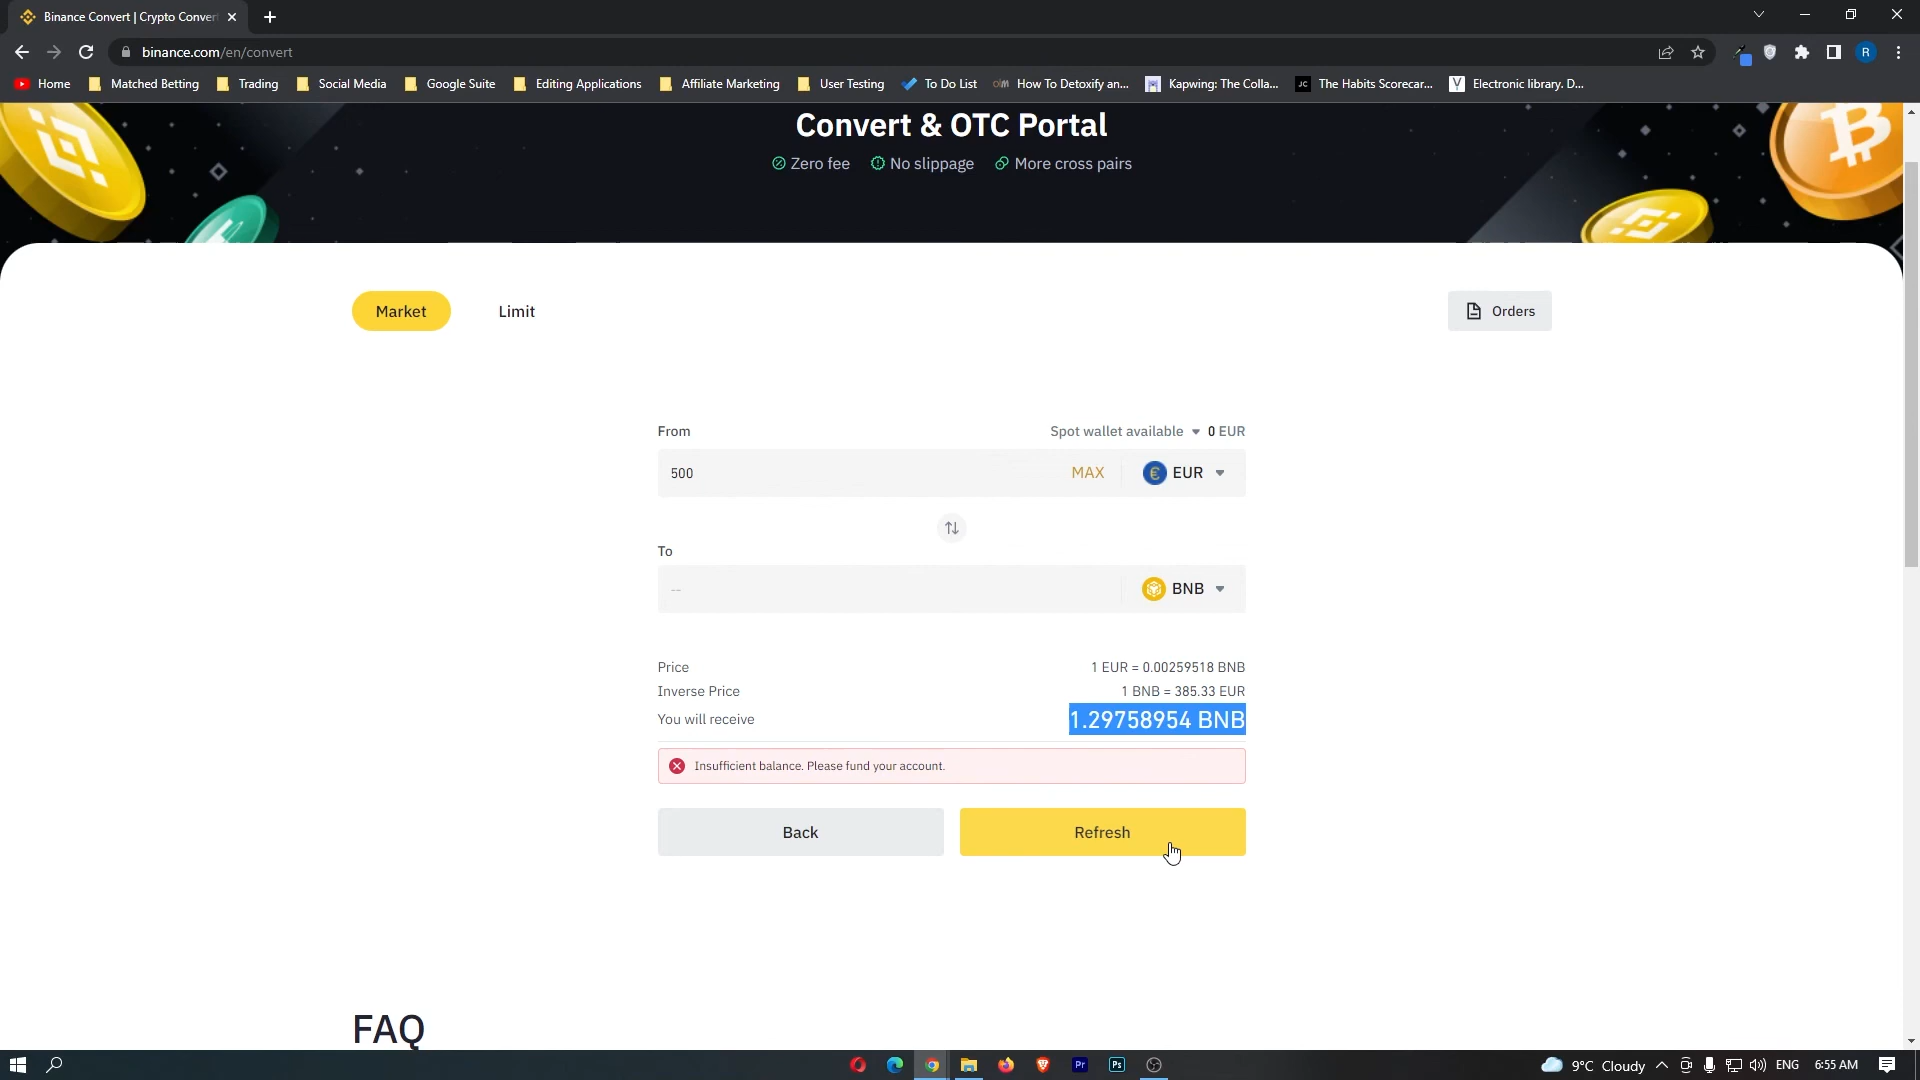 Binance Convert | Crypto Conver
binance.com/en/convert
R
Home
Matched Betting
Trading
Social Media
Google Suite
Editing Applications
Affiliate Marketing
User Testing
To Do List
How To Detoxify an...
Kapwing: The Colla...
JC The Habits Scorecar...
Electronic library. D...
Convert & OTC Portal
Zero fee No slippage More cross pairs
Market Limit
Orders
From Spot wallet available 0 EUR
500 MAX EUR
To
-- BNB
Price 1 EUR = 0.00259518 BNB
Inverse Price 1 BNB = 385.33 EUR
You will receive 1.29758954 BNB
Insufficient balance. Please fund your account.
Back Refresh
FAQ
Pr Ps
9°C Cloudy ENG 6:55 AM